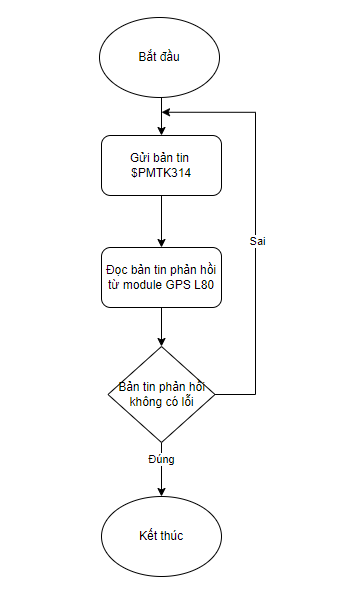 Bắt đầu
Gửi bản tin
$PMTK314
Đọc bản tin phản hồi
từ module GPS L80
Sai
Bản tin phản hồi
không có lỗi
Đúng
Kết thúc